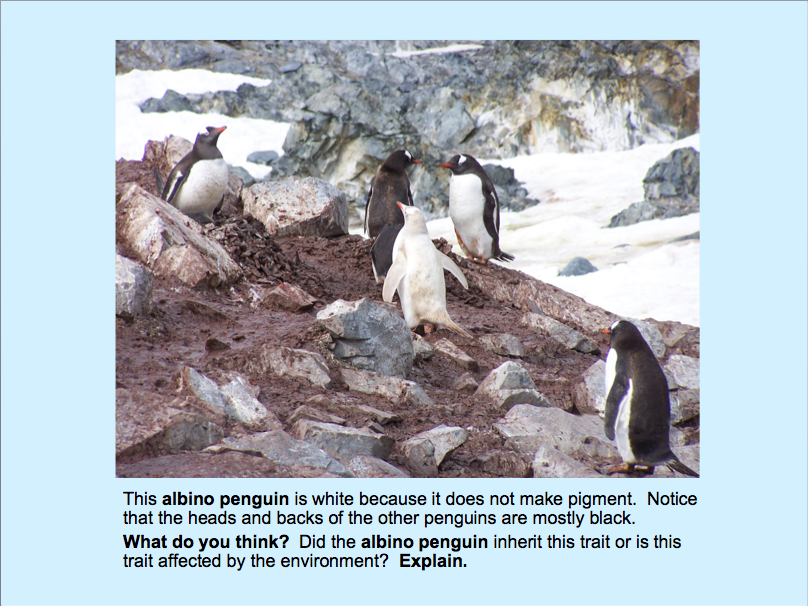 This albino penguin is white because it does not make pigment.  Notice
that the heads and backs of the other penguins are mostly black.
What do you think?  Did the albino penguin inherit this trait or is this
trait affected by the environment?  Explain.